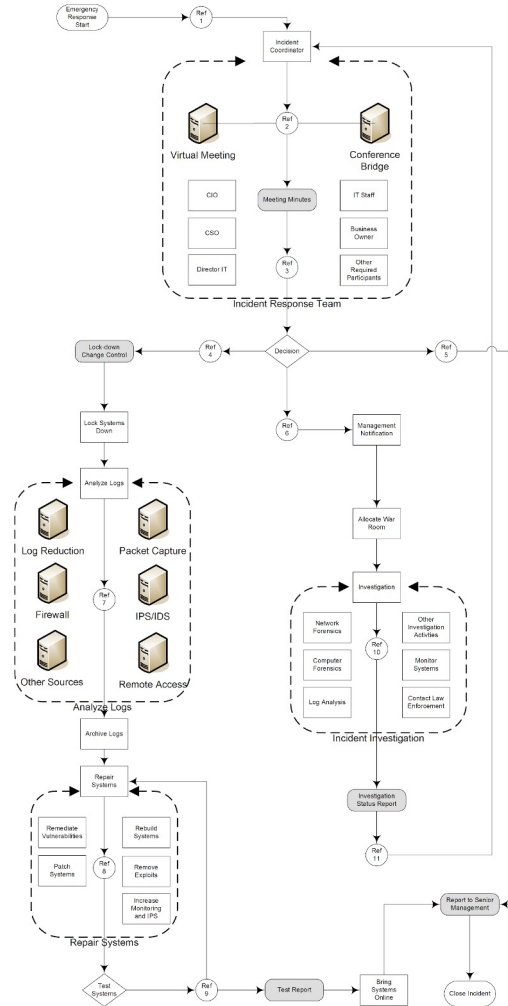 Emergency
Response
Start
Ref
1
Incident
Coordinator
Ref
2
Virtual Meeting
Conference
Bridge
CIO
Meeting Minutes
IT Staff
CSO
Business
Owner
Director IT
Ref
3
Other
Required
Participants
Incident Response Team
Lock-down
Change Control
Ref
4
Decision
Ref
5
Ref
6
Management
Notification
Lock Systems
Down
Analyze Logs
Log Reduction
Packet Capture
Allocate War
Room
Firewall
Ref
7
IPS/IDS
Investigation
Other Sources
Remote Access
Analyze Logs
Network
Forensics
Other
Investigation
Activties
Ref
10
Computer
Forensics
Monitor
Systems
Log Analysis
Contact Law
Enforcement
Incident Investigation
Archive Logs
Repair
Systems
Investigation
Status Report
Remediate
Vulnerabilities
Rebuild
Systems
Ref
11
Patch
Systems
Ref
8
Remove
Exploits
Increase
Monitoring
and IPS
Repair Systems
Report to Senior
Management
Test
Systems
Ref
9
Test Report
Bring
Systems
Online
Close Incident